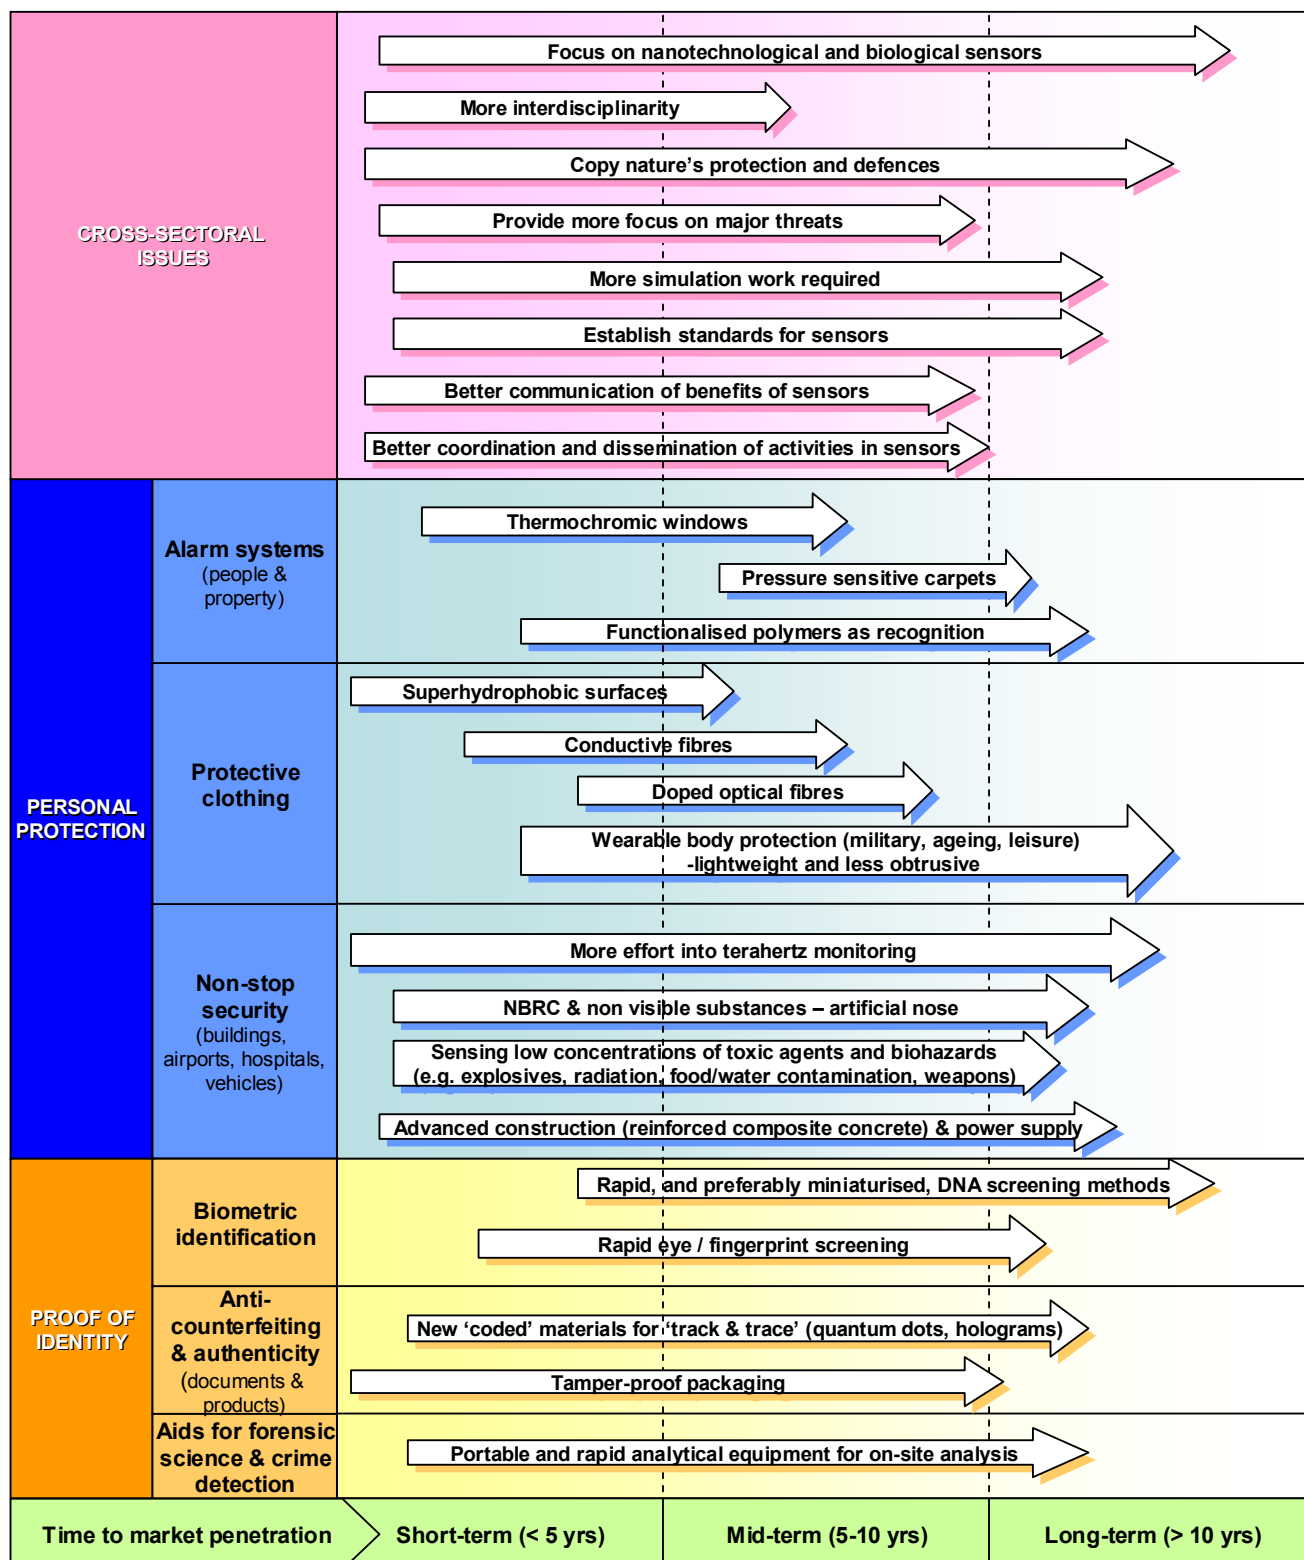 CROSS-SECTORAL
ISSUES
Focus on nanotechnological and biological sensors
More interdisciplinarity
Copy nature’s protection and defences
Provide more focus on major threats
More simulation work required
Establish standards for sensors
Better communication of benefits of sensors
Better coordination and dissemination of activities in sensors
PERSONAL
PROTECTION
Alarm systems
(people &
property)
Thermochromic windows
Pressure sensitive carpets
Functionalised polymers as recognition
Protective
clothing
Superhydrophobic surfaces
Conductive fibres
Doped optical fibres
Wearable body protection (military, ageing, leisure)
-lightweight and less obtrusive
Non-stop
security
(buildings,
airports, hospitals,
vehicles)
More effort into terahertz monitoring
NBRC & non visible substances – artificial nose
Sensing low concentrations of toxic agents and biohazards
(e.g. explosives, radiation, food/water contamination, weapons)
Advanced construction (reinforced composite concrete) & power supply
PROOF OF
IDENTITY
Biometric
identification
Rapid, and preferably miniaturised, DNA screening methods
Rapid eye / fingerprint screening
Anti-
counterfeiting
& authenticity
(documents &
products)
New ‘coded’ materials for ‘track & trace’ (quantum dots, holograms)
Tamper-proof packaging
Aids for forensic
science & crime
detection
Portable and rapid analytical equipment for on-site analysis
Time to market penetration
Short-term (< 5 yrs)
Mid-term (5-10 yrs)
Long-term (> 10 yrs)